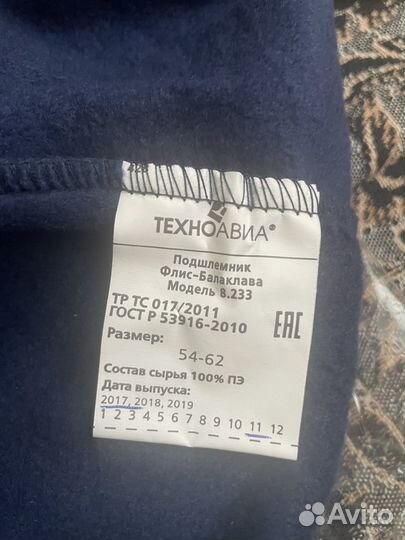 ТЕХНОАВИА®
Подшлемник
Флис-Балаклава
Модель 8.233
ТР ТС 017/2011
ГОСТ Р 53916-2010
EAC
Размер:
54-62
Состав сырья 100% ПЭ
Дата выпуска:
2017, 2018, 2019
1 2 3 4 5 6 7 8 9 10 11 12
Avito